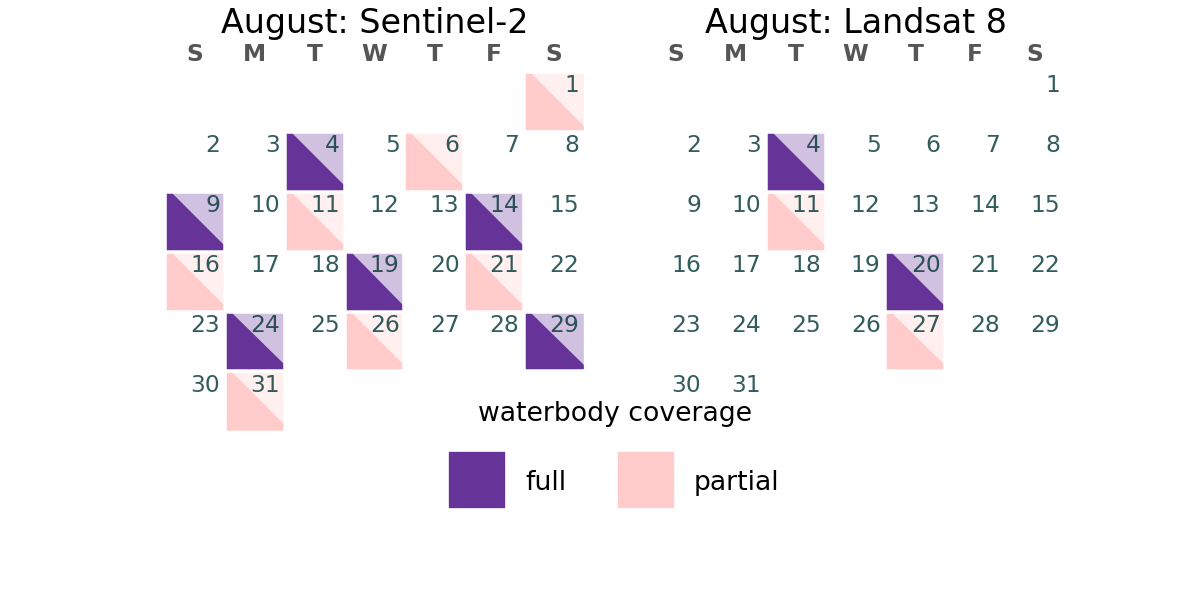 August: Sentinel-2
S M T W T F S
1
2 3 4 5 6 7 8
9 10 11 12 13 14 15
16 17 18 19 20 21 22
23 24 25 26 27 28 29
30 31
August: Landsat 8
S M T W T F S
1
2 3 4 5 6 7 8
9 10 11 12 13 14 15
16 17 18 19 20 21 22
23 24 25 26 27 28 29
30 31
waterbody coverage
full
partial